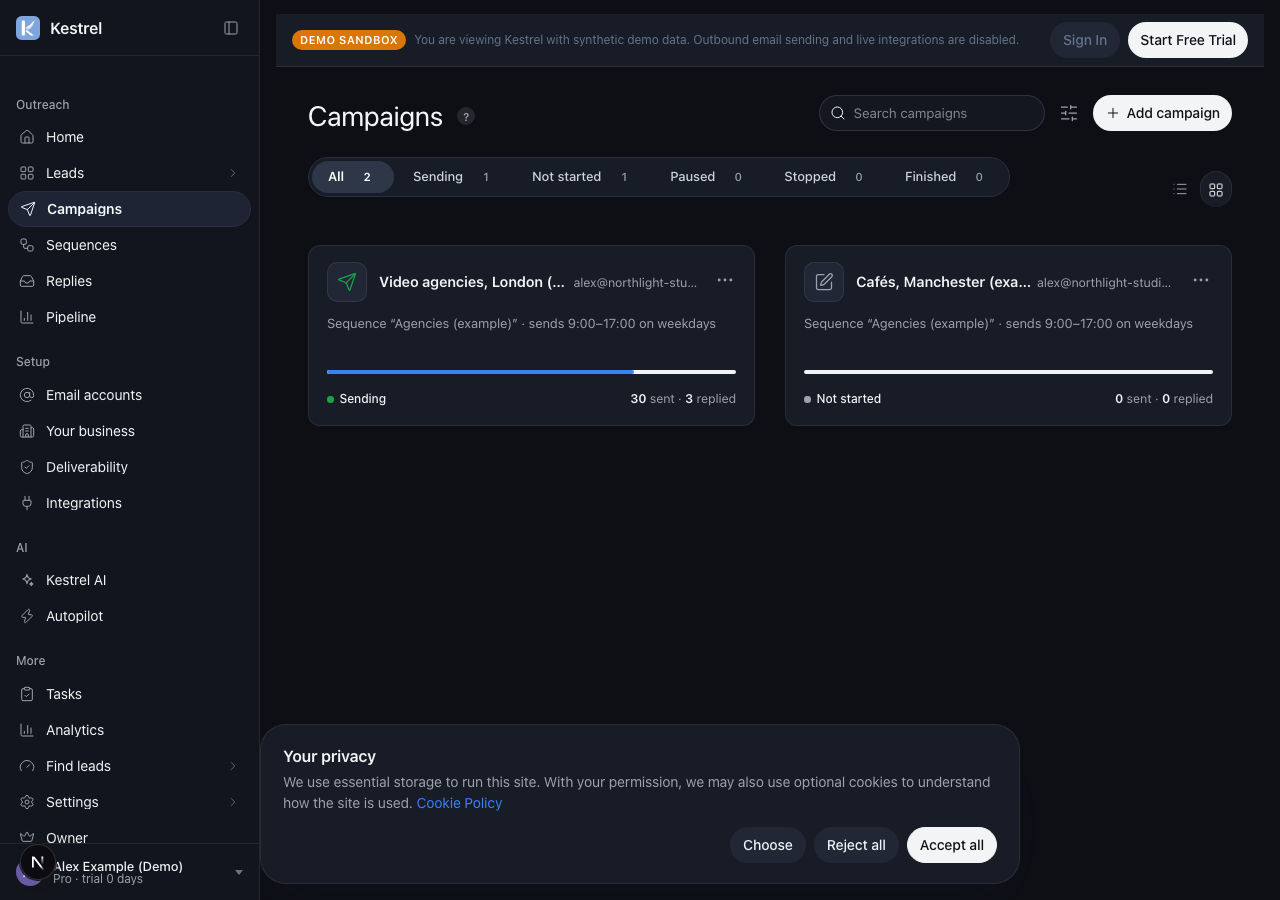 Kestrel
Outreach
Home
Leads
Campaigns
Sequences
Replies
Pipeline
Setup
Email accounts
Your business
Deliverability
Integrations
AI
Kestrel AI
Autopilot
More
Tasks
Analytics
Find leads
Settings
Owner
N
Alex Example (Demo)
Pro · trial 0 days
DEMO SANDBOX You are viewing Kestrel with synthetic demo data. Outbound email sending and live integrations are disabled. Sign In Start Free Trial
Campaigns ? Search campaigns Add campaign
All 2 Sending 1 Not started 1 Paused 0 Stopped 0 Finished 0
Video agencies, London (... alex@northlight-stu...
Sequence “Agencies (example)” · sends 9:00–17:00 on weekdays
Sending 30 sent · 3 replied
Cafés, Manchester (exa... alex@northlight-studi...
Sequence “Agencies (example)” · sends 9:00–17:00 on weekdays
Not started 0 sent · 0 replied
Your privacy
We use essential storage to run this site. With your permission, we may also use optional cookies to understand
how the site is used. Cookie Policy
Choose Reject all Accept all